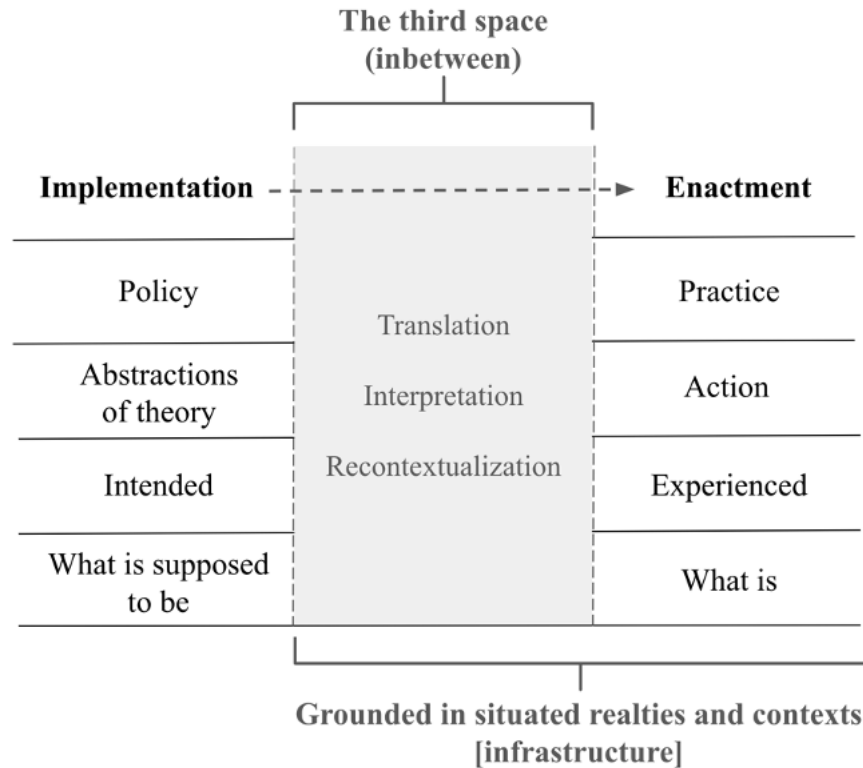 The third space
(inbetween)
Implementation
Enactment
Policy
Practice
Translation
Abstractions
of theory
Action
Interpretation
Recontextualization
Intended
Experienced
What is supposed
to be
What is
Grounded in situated realties and contexts
[infrastructure]